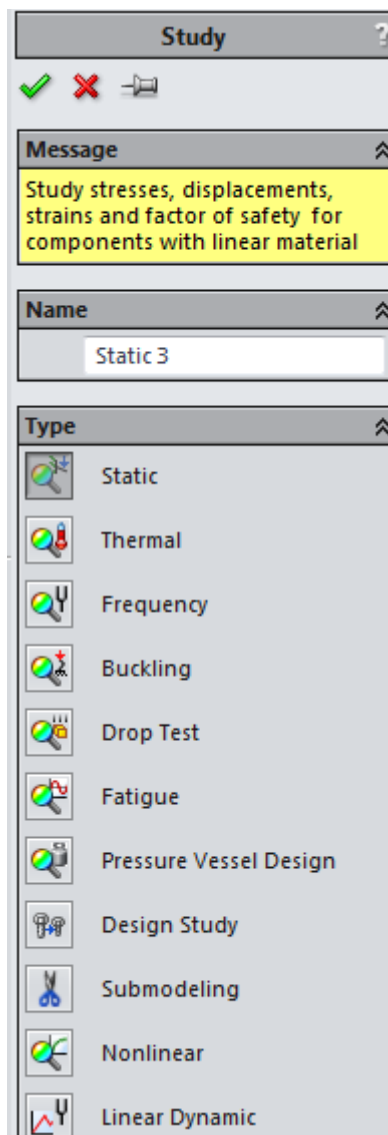 Study ?
Message
Study stresses, displacements,
strains and factor of safety for
components with linear material
Name
Static 3
Type
Static
Thermal
Frequency
Buckling
Drop Test
Fatigue
Pressure Vessel Design
Design Study
Submodeling
Nonlinear
Linear Dynamic